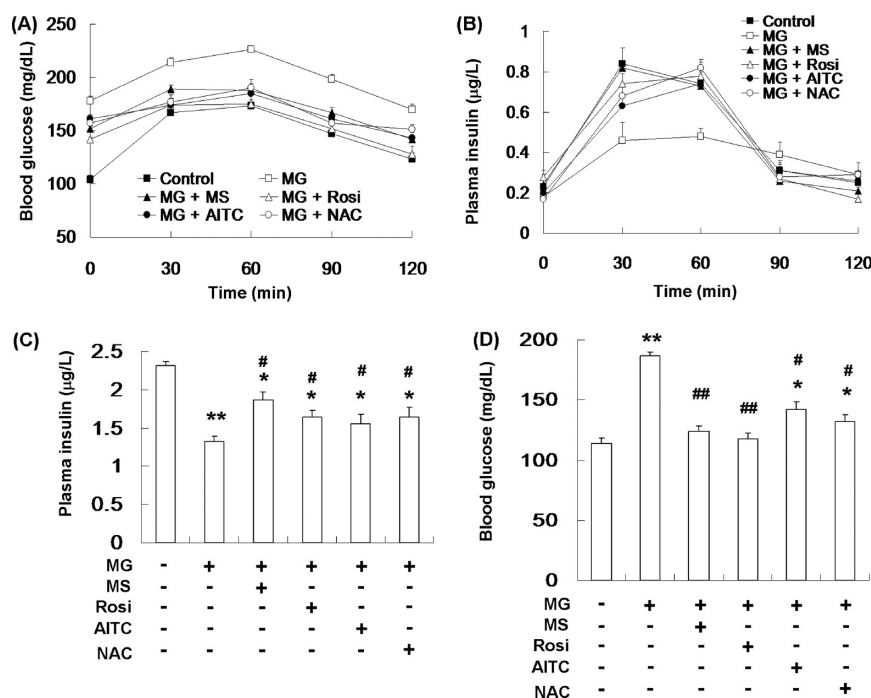 (A)
Blood glucose (mg/dL)
250
200
150
100
50
0 30 60 90 120
Time (min)
Control MG
MG + MS MG + Rosi
MG + AITC MG + NAC
(B)
Plasma insulin (µg/L)
1
0.8
0.6
0.4
0.2
0
0 30 60 90 120
Time (min)
Control
MG
MG + MS
MG + Rosi
MG + AITC
MG + NAC
(C)
Plasma insulin (µg/L)
2.5
2
1.5
1
0.5
0
# # # #
** * * * *
MG - + + + + +
MS - - + - - -
Rosi - - - + - -
AITC - - - - + -
NAC - - - - - +
(D)
Blood glucose (mg/dL)
200
150
100
50
0
** ## ## # #
* *
MG - + + + + +
MS - - + - - -
Rosi - - - + - -
AITC - - - - + -
NAC - - - - - +